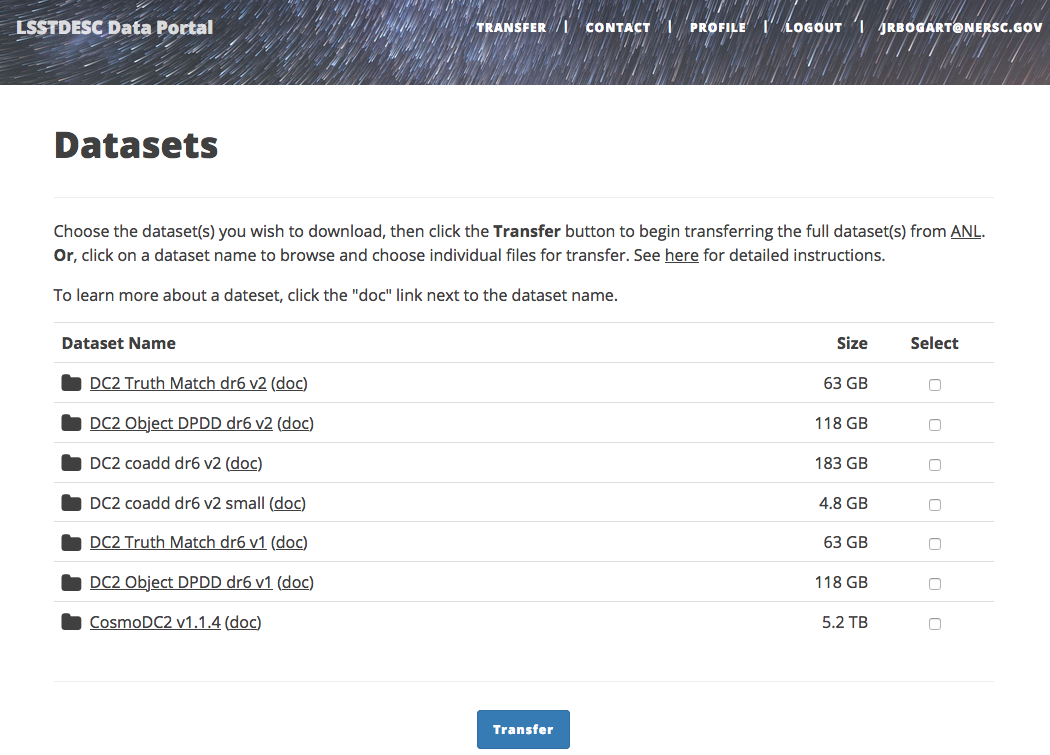 LSSTDESC Data Portal
TRANSFER | CONTACT | PROFILE | LOGOUT | JRBOGART@NERSC.GOV
Datasets
Choose the dataset(s) you wish to download, then click the Transfer button to begin transferring the full dataset(s) from ANL.
Or, click on a dataset name to browse and choose individual files for transfer. See here for detailed instructions.
To learn more about a dateset, click the "doc" link next to the dataset name.
Dataset Name Size Select
DC2 Truth Match dr6 v2 (doc) 63 GB
DC2 Object DPDD dr6 v2 (doc) 118 GB
DC2 coadd dr6 v2 (doc) 183 GB
DC2 coadd dr6 v2 small (doc) 4.8 GB
DC2 Truth Match dr6 v1 (doc) 63 GB
DC2 Object DPDD dr6 v1 (doc) 118 GB
CosmoDC2 v1.1.4 (doc) 5.2 TB
Transfer